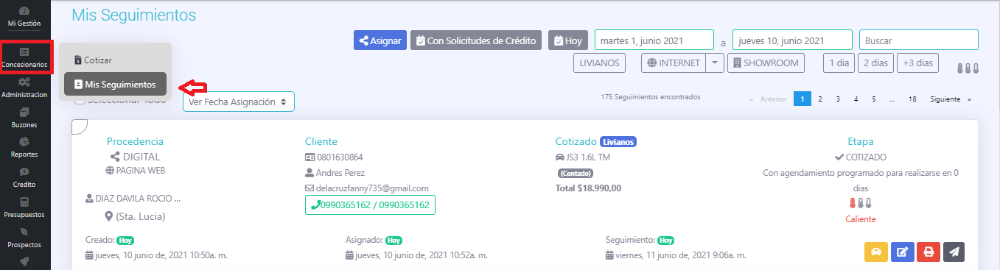 Mi Gestión
Concesionarios
Administracion
Buzones
Reportes
Credito
Presupuestos
Prospectos
Cotizar
Mis Seguimientos
Mis Seguimientos
Asignar Con Solicitudes de Crédito Hoy martes 1, junio 2021 a jueves 10, junio 2021 Buscar
LIVIANOS INTERNET SHOWROOM 1 dia 2 dias +3 dias
Seleccionar Todo Ver Fecha Asignación 175 Seguimientos encontrados « Anterior 1 2 3 4 5 ... 18 Siguiente »
Procedencia
DIGITAL
PAGINA WEB
DIAZ DAVILA ROCIO ...
(Sta. Lucia)
Cliente
0801630864
Andres Perez
delacruzfanny735@gmail.com
0990365162 / 0990365162
Cotizado Livianos
JS3 1.6L TM
(Contado)
Total $18.990,00
Etapa
COTIZADO
Con agendamiento programado para realizarse en 0
dias
Caliente
Creado: Hoy
jueves, 10 junio de, 2021 10:50a. m.
Asignado: Hoy
jueves, 10 junio de, 2021 10:52a. m.
Seguimiento: Hoy
viernes, 11 junio de, 2021 9:06a. m.